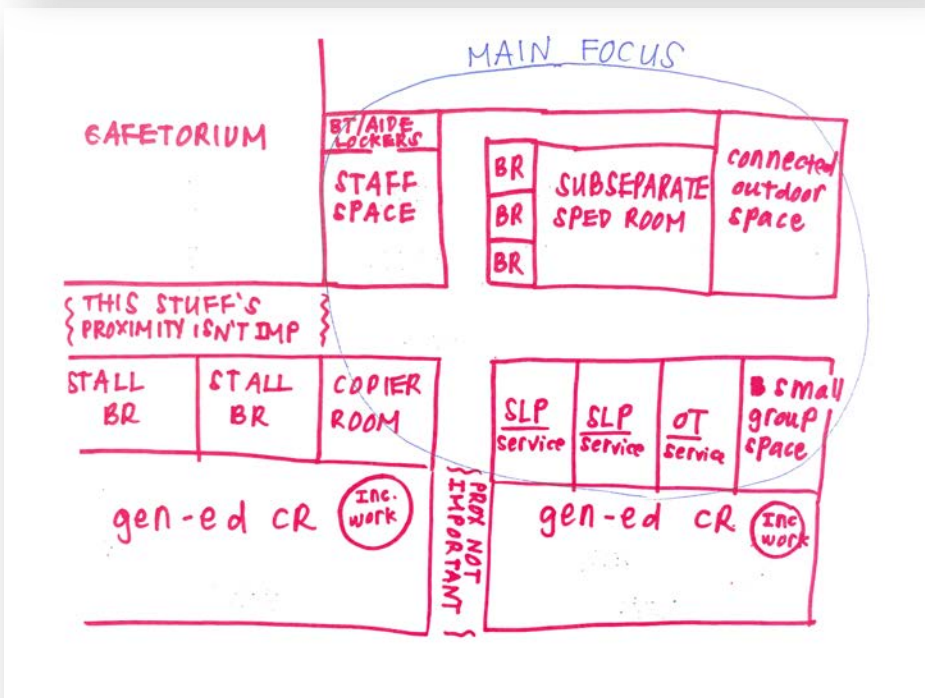 MAIN FOCUS
CAFETORIUM
BT/AIDE
LOCKERS
STAFF
SPACE
BR
BR
BR
SUBSEPARATE
SPED ROOM
connected
outdoor
space
THIS STUFF'S
PROXIMITY ISN'T IMP
STALL
BR
STALL
BR
COPIER
ROOM
SLP
service
SLP
service
OT
service
small
group
space
gen-ed CR
Inc.
work
PROX NOT
IMPORTANT
gen-ed CR
Inc
work